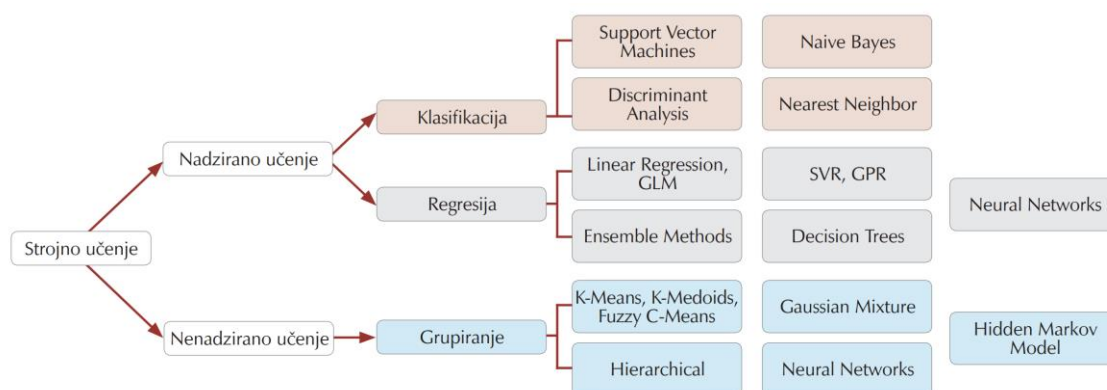 Support Vector
Machines
Naive Bayes
Klasifikacija
Discriminant
Analysis
Nearest Neighbor
Nadzirano učenje
Linear Regression,
GLM
SVR, GPR
Regresija
Neural Networks
Ensemble Methods
Decision Trees
Strojno učenje
K-Means, K-Medoids,
Fuzzy C-Means
Gaussian Mixture
Nenadzirano učenje
Grupiranje
Hidden Markov
Model
Hierarchical
Neural Networks